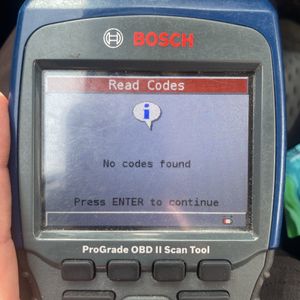 BOSCH
Read Codes
i
No codes found
Press ENTER to continue
ProGrade OBD II Scan Tool